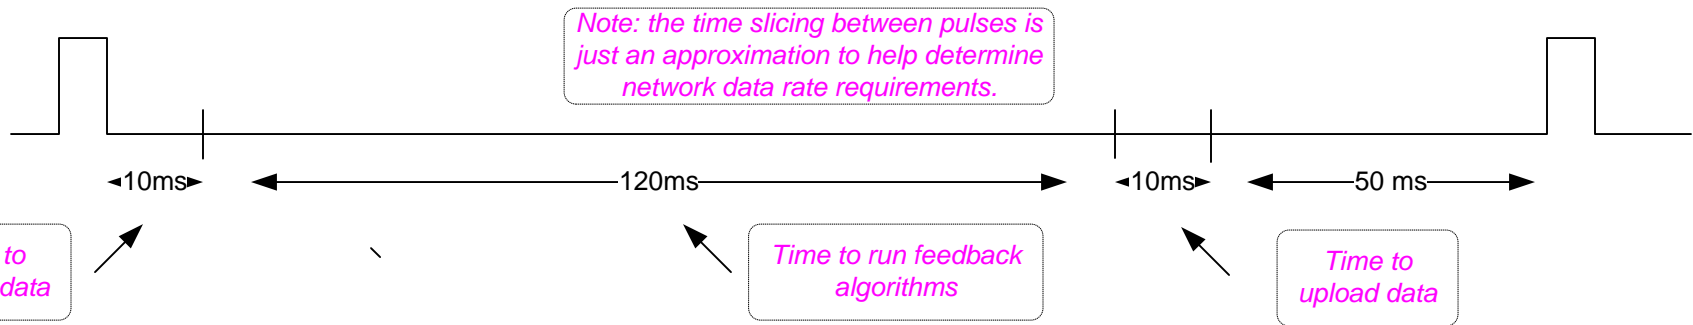 Note: the time slicing between pulses is
just an approximation to help determine
network data rate requirements.
10ms
120ms
10ms
50 ms
to
data
Time to run feedback
algorithms
Time to
upload data